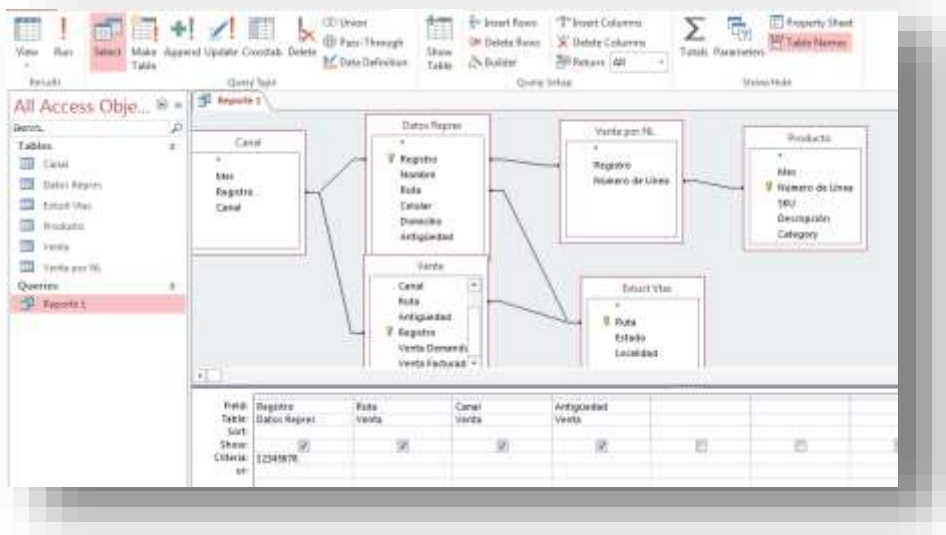 View
Run
Select
Make Table
Append
Update
Crosstab
Delete
Union
Pass-Through
Data Definition
Show Table
Insert Rows
Delete Rows
Builder
Insert Columns
Delete Columns
Return: All
Totals
Parameters
Property Sheet
Table Names
Results
Query Type
Query Setup
Show/Hide
All Access Obje...
Search...
Tables
Canal
Datos Repres
Estuct Vtas
Producto
Venta
Venta por NL
Queries
Reporte 1
Reporte 1
Canal
*
Mes
Registro
Canal
Datos Repres
*
Registro
Nombre
Ruta
Celular
Domicilio
Antigüedad
Venta por NL
*
Registro
Número de Línea
Producto
*
Mes
Número de Línea
SKU
Descripción
Category
Venta
Canal
Ruta
Antigüedad
Registro
Venta Demanda
Venta Facturad
Estuct Vtas
*
Ruta
Estado
Localidad
Field: Registro Ruta Canal Antigüedad
Table: Datos Repres Venta Venta Venta
Sort:
Show:
Criteria: 12345678
or: